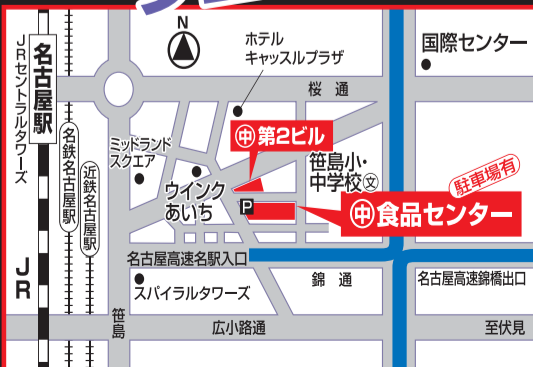 N
ホテル
キャッスルプラザ
国際センター
JRセントラルタワーズ
名古屋駅
桜通
中第2ビル
ミッドランド
スクエア
笹島小・
中学校文
名鉄名古屋駅
近鉄名古屋駅
ウインク
あいち
駐車場有
P
中食品センター
名古屋高速名駅入口
JR
スパイラルタワーズ
錦通
名古屋高速錦橋出口
笹島
広小路通
至伏見